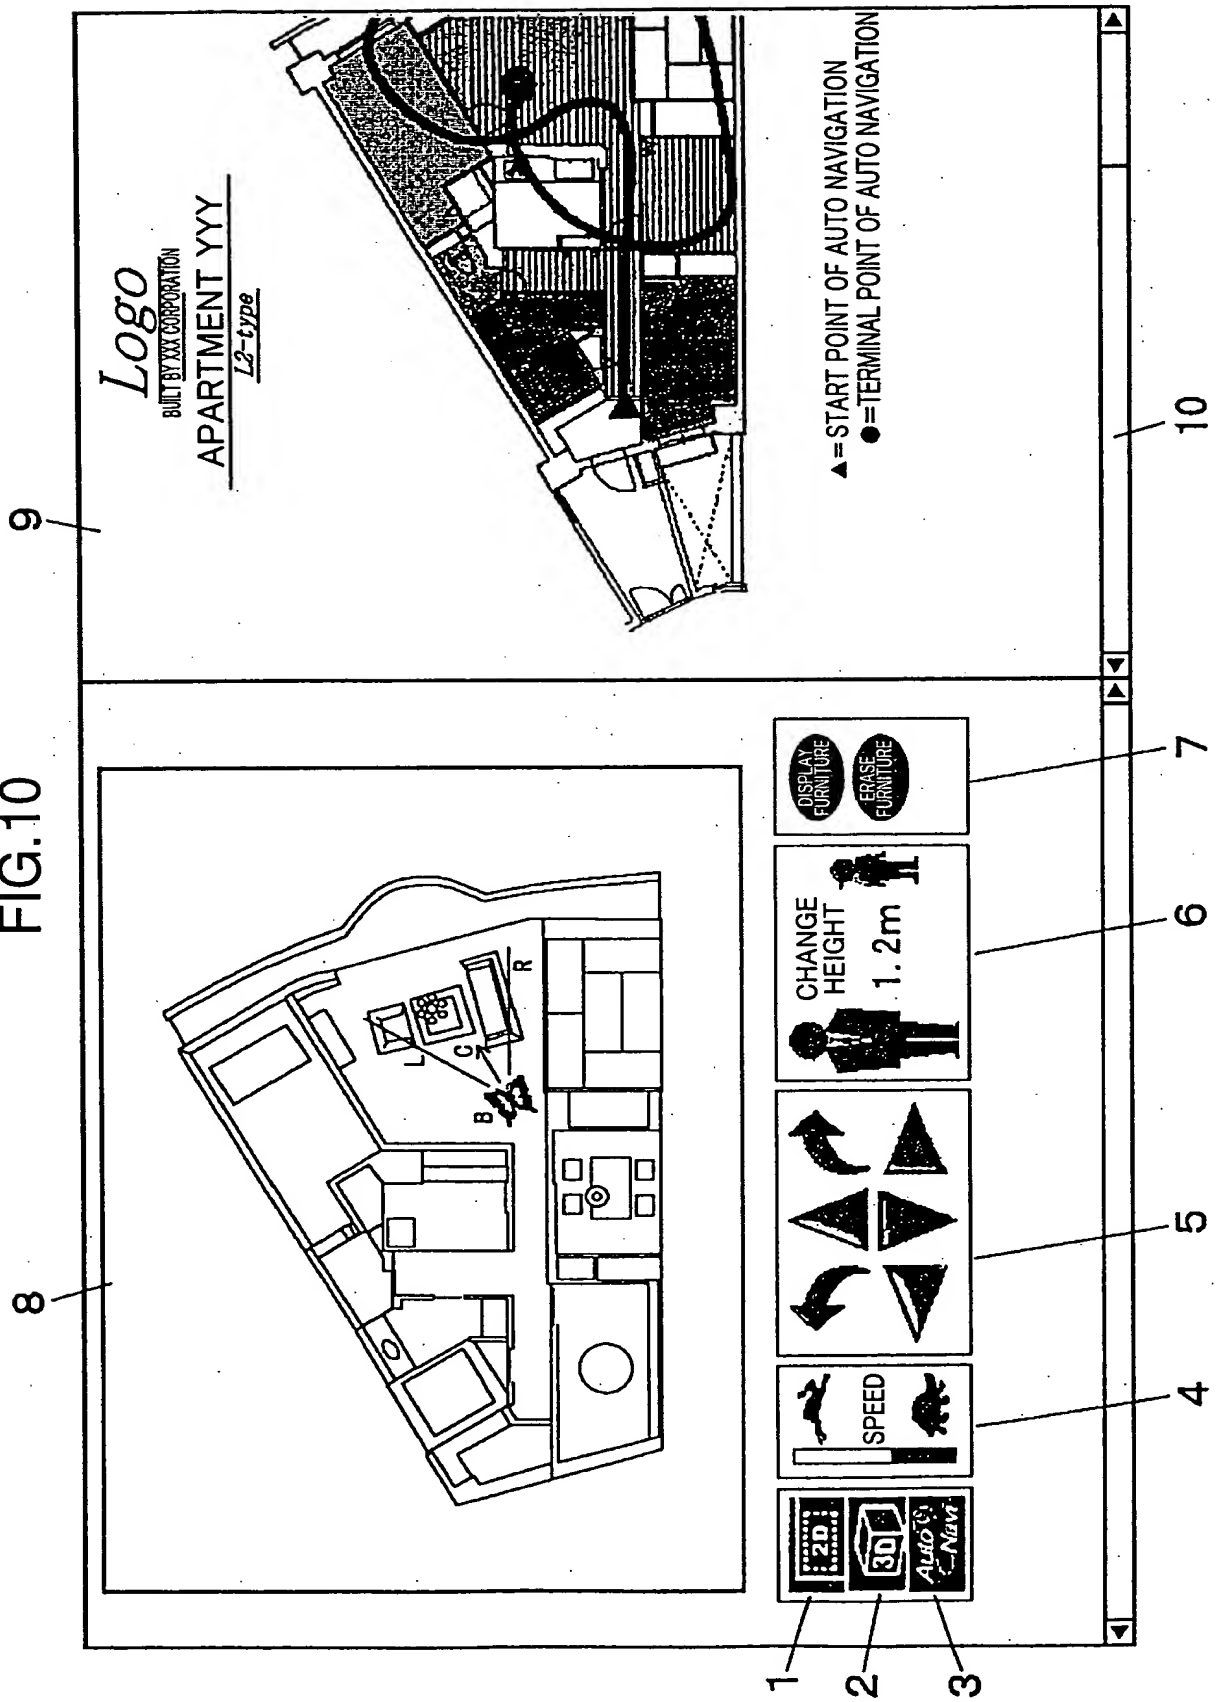 FIG.10
8
9
Logo
BUILT BY XXX CORPORATION
APARTMENT YYY
L2-type
L
C
R
B
▲=START POINT OF AUTO NAVIGATION
●=TERMINAL POINT OF AUTO NAVIGATION
2D
3D
AUTO
NAVI
SPEED
CHANGE
HEIGHT
1.2m
DISPLAY
FURNITURE
ERASE
FURNITURE
1
2
3
4
5
6
7
10